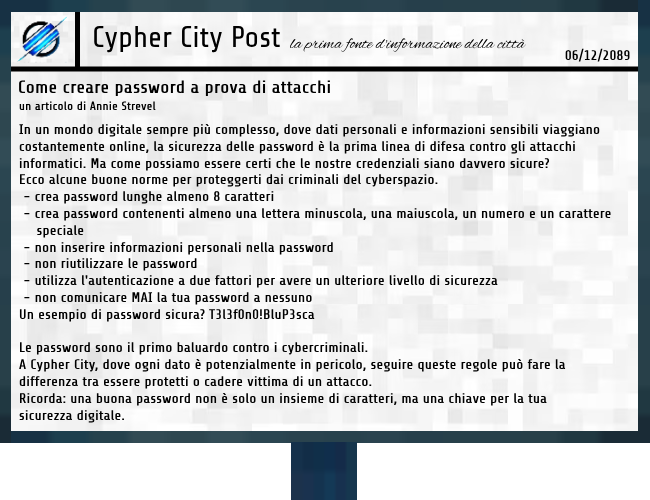 Cypher City Post la prima fonte d'informazione della città
06/12/2089
Come creare password a prova di attacchi
un articolo di Annie Strevel
In un mondo digitale sempre più complesso, dove dati personali e informazioni sensibili viaggiano
costantemente online, la sicurezza delle password è la prima linea di difesa contro gli attacchi
informatici. Ma come possiamo essere certi che le nostre credenziali siano davvero sicure?
Ecco alcune buone norme per proteggerti dai criminali del cyberspazio.
- crea password lunghe almeno 8 caratteri
- crea password contenenti almeno una lettera minuscola, una maiuscola, un numero e un carattere
speciale
- non inserire informazioni personali nella password
- non riutilizzare le password
- utilizza l'autenticazione a due fattori per avere un ulteriore livello di sicurezza
- non comunicare MAI la tua password a nessuno
Un esempio di password sicura? T3l3f0n0!BluP3sca
Le password sono il primo baluardo contro i cybercriminali.
A Cypher City, dove ogni dato è potenzialmente in pericolo, seguire queste regole può fare la
differenza tra essere protetti o cadere vittima di un attacco.
Ricorda: una buona password non è solo un insieme di caratteri, ma una chiave per la tua
sicurezza digitale.